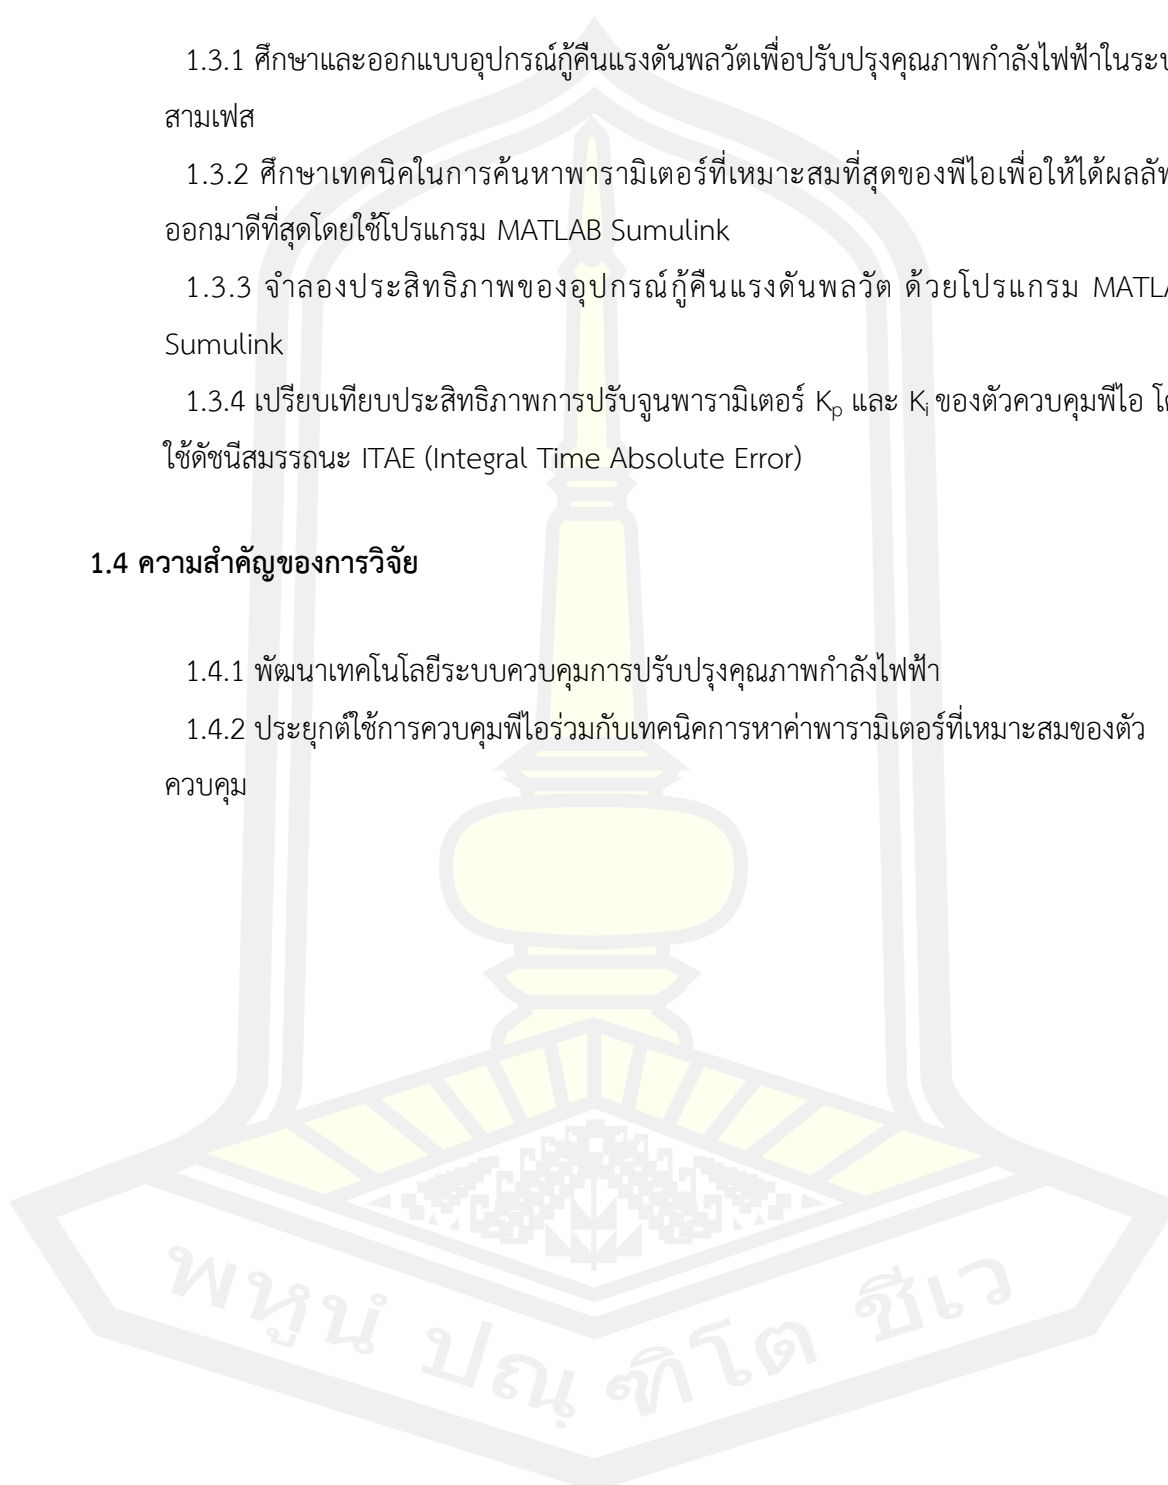 1.3.1 ศึกษาและออกแบบอุปกรณ์กู้คืนแรงดันพลวัตเพื่อปรับปรุงคุณภาพกำลังไฟฟ้าใน
สามเฟส
1.3.2 ศึกษาเทคนิคในการค้นหาพารามิเตอร์ที่เหมาะสมที่สุดของพีไอเพื่อให้ได้
ออกมาดีที่สุดโดยใช้โปรแกรม MATLAB Sumulink
1.3.3 จำลองประสิทธิภาพของอุปกรณ์กู้คืนแรงดันพลวัต ด้วยโปรแกรม
Sumulink
1.3.4 เปรียบเทียบประสิทธิภาพการปรับจูนพารามิเตอร์ Kp และ Ki ของตัวควบคุมพีไอ
ใช้ดัชนีสมรรถนะ ITAE (Integral Time Absolute Error)
1.4 ความสำคัญของการวิจัย
1.4.1 พัฒนาเทคโนโลยีระบบควบคุมการปรับปรุงคุณภาพกำลังไฟฟ้า
1.4.2 ประยุกต์ใช้การควบคุมพีไอร่วมกับเทคนิคการหาค่าพารามิเตอร์ที่เหมาะสมของตัว
ควบคุม
พหูนํ ปณฺฑิโต ชีเว